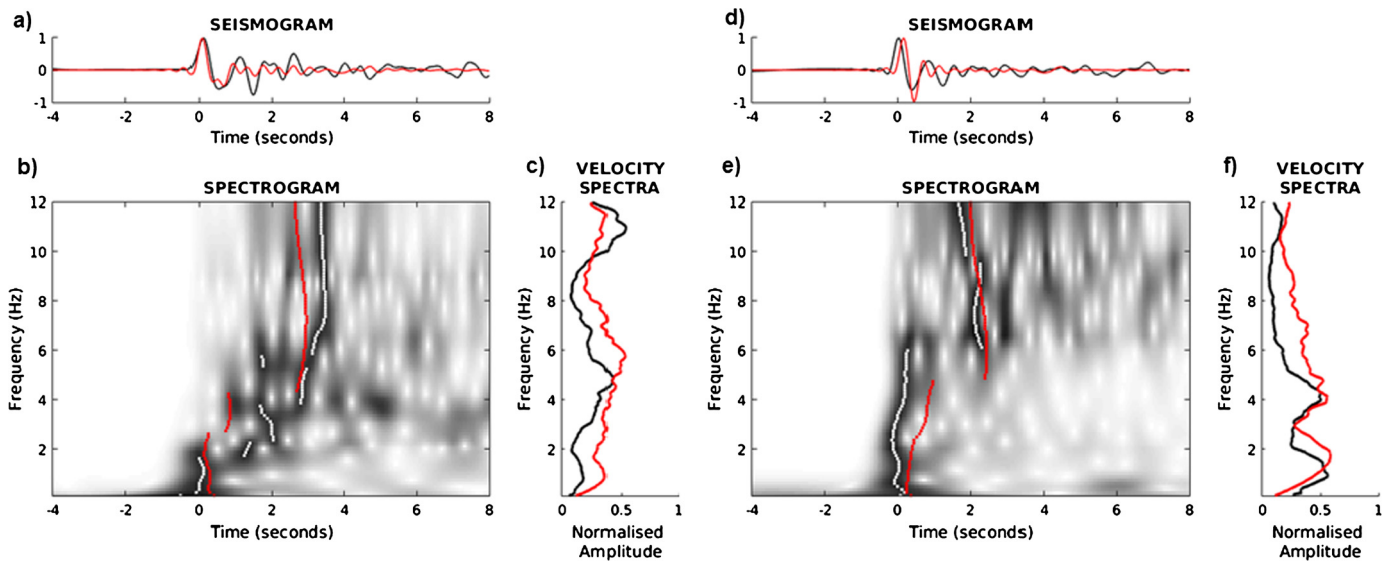 a)
SEISMOGRAM
1
0
-1
-4 -2 0 2 4 6 8
Time (seconds)
b)
SPECTROGRAM
12
10
8
6
4
2
Frequency (Hz)
-4 -2 0 2 4 6 8
Time (seconds)
c)
VELOCITY
SPECTRA
12
10
8
6
4
2
Frequency (Hz)
0 0.5 1
Normalised
Amplitude
d)
SEISMOGRAM
1
0
-1
-4 -2 0 2 4 6 8
Time (seconds)
e)
SPECTROGRAM
12
10
8
6
4
2
Frequency (Hz)
-4 -2 0 2 4 6 8
Time (seconds)
f)
VELOCITY
SPECTRA
12
10
8
6
4
2
Frequency (Hz)
0 0.5 1
Normalised
Amplitude